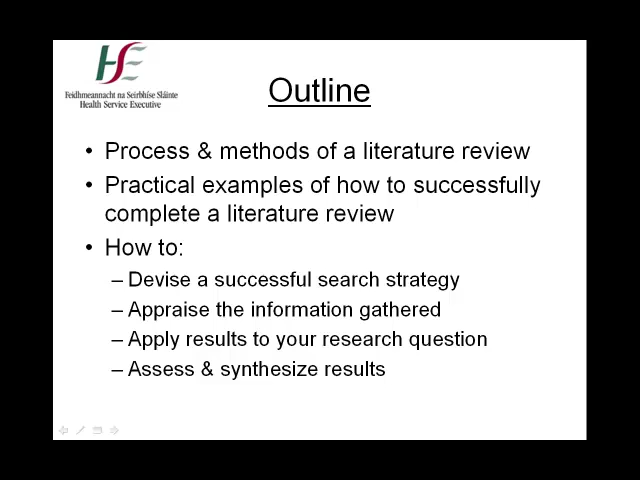 HSE
Feidhmeannacht na Seirbhíse Sláinte
Health Service Executive
Outline
• Process & methods of a literature review
• Practical examples of how to successfully
complete a literature review
• How to:
– Devise a successful search strategy
– Appraise the information gathered
– Apply results to your research question
– Assess & synthesize results